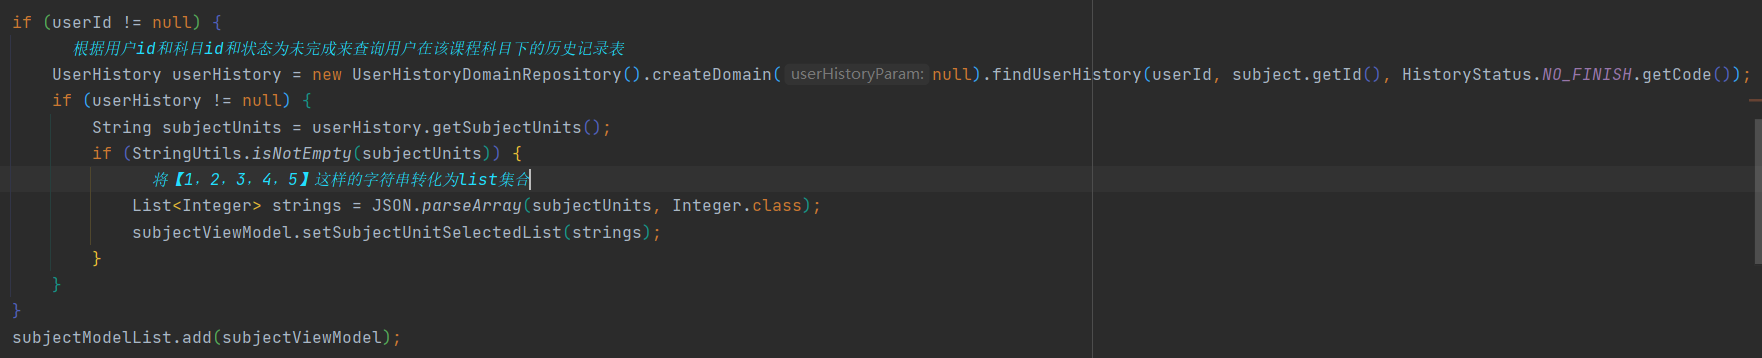 if (userId != null) {
根据用户id和科目id和状态为未完成来查询用户在该课程科目下的历史记录表
UserHistory userHistory = new UserHistoryDomainRepository().createDomain( userHistoryParam: null).findUserHistory(userId, subject.getId(), HistoryStatus.NO_FINISH.getCode());
if (userHistory != null) {
String subjectUnits = userHistory.getSubjectUnits();
if (StringUtils.isNotEmpty(subjectUnits)) {
将【1，2，3，4，5】这样的字符串转化为list集合
List<Integer> strings = JSON.parseArray(subjectUnits, Integer.class);
subjectViewModel.setSubjectUnitSelectedList(strings);
}
}
}
subjectModelList.add(subjectViewModel);